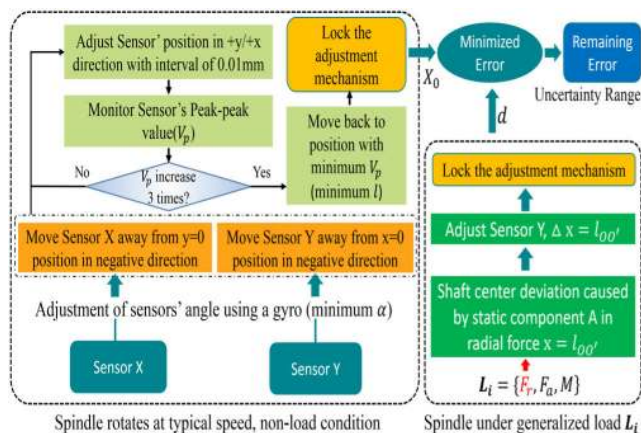 Adjust Sensor' position in +y/+x
direction with interval of 0.01mm
Monitor Sensor's Peak-peak
value(Vₚ)
No
Vₚ increase
3 times?
Yes
Lock the
adjustment
mechanism
Move back to
position with
minimum Vₚ
(minimum l)
Move Sensor X away from y=0
position in negative direction
Move Sensor Y away from x=0
position in negative direction
Adjustment of sensors' angle using a gyro (minimum α)
Sensor X
Sensor Y
Spindle rotates at typical speed, non-load condition
X₀
Minimized
Error
Remaining
Error
Uncertainty Range
d
Lock the adjustment mechanism
Adjust Sensor Y, Δ x = l_OO′
Shaft center deviation caused
by static component A in
radial force x = l_OO′
Lᵢ = {Fᵣ, Fₐ, M}
Spindle under generalized load Lᵢ